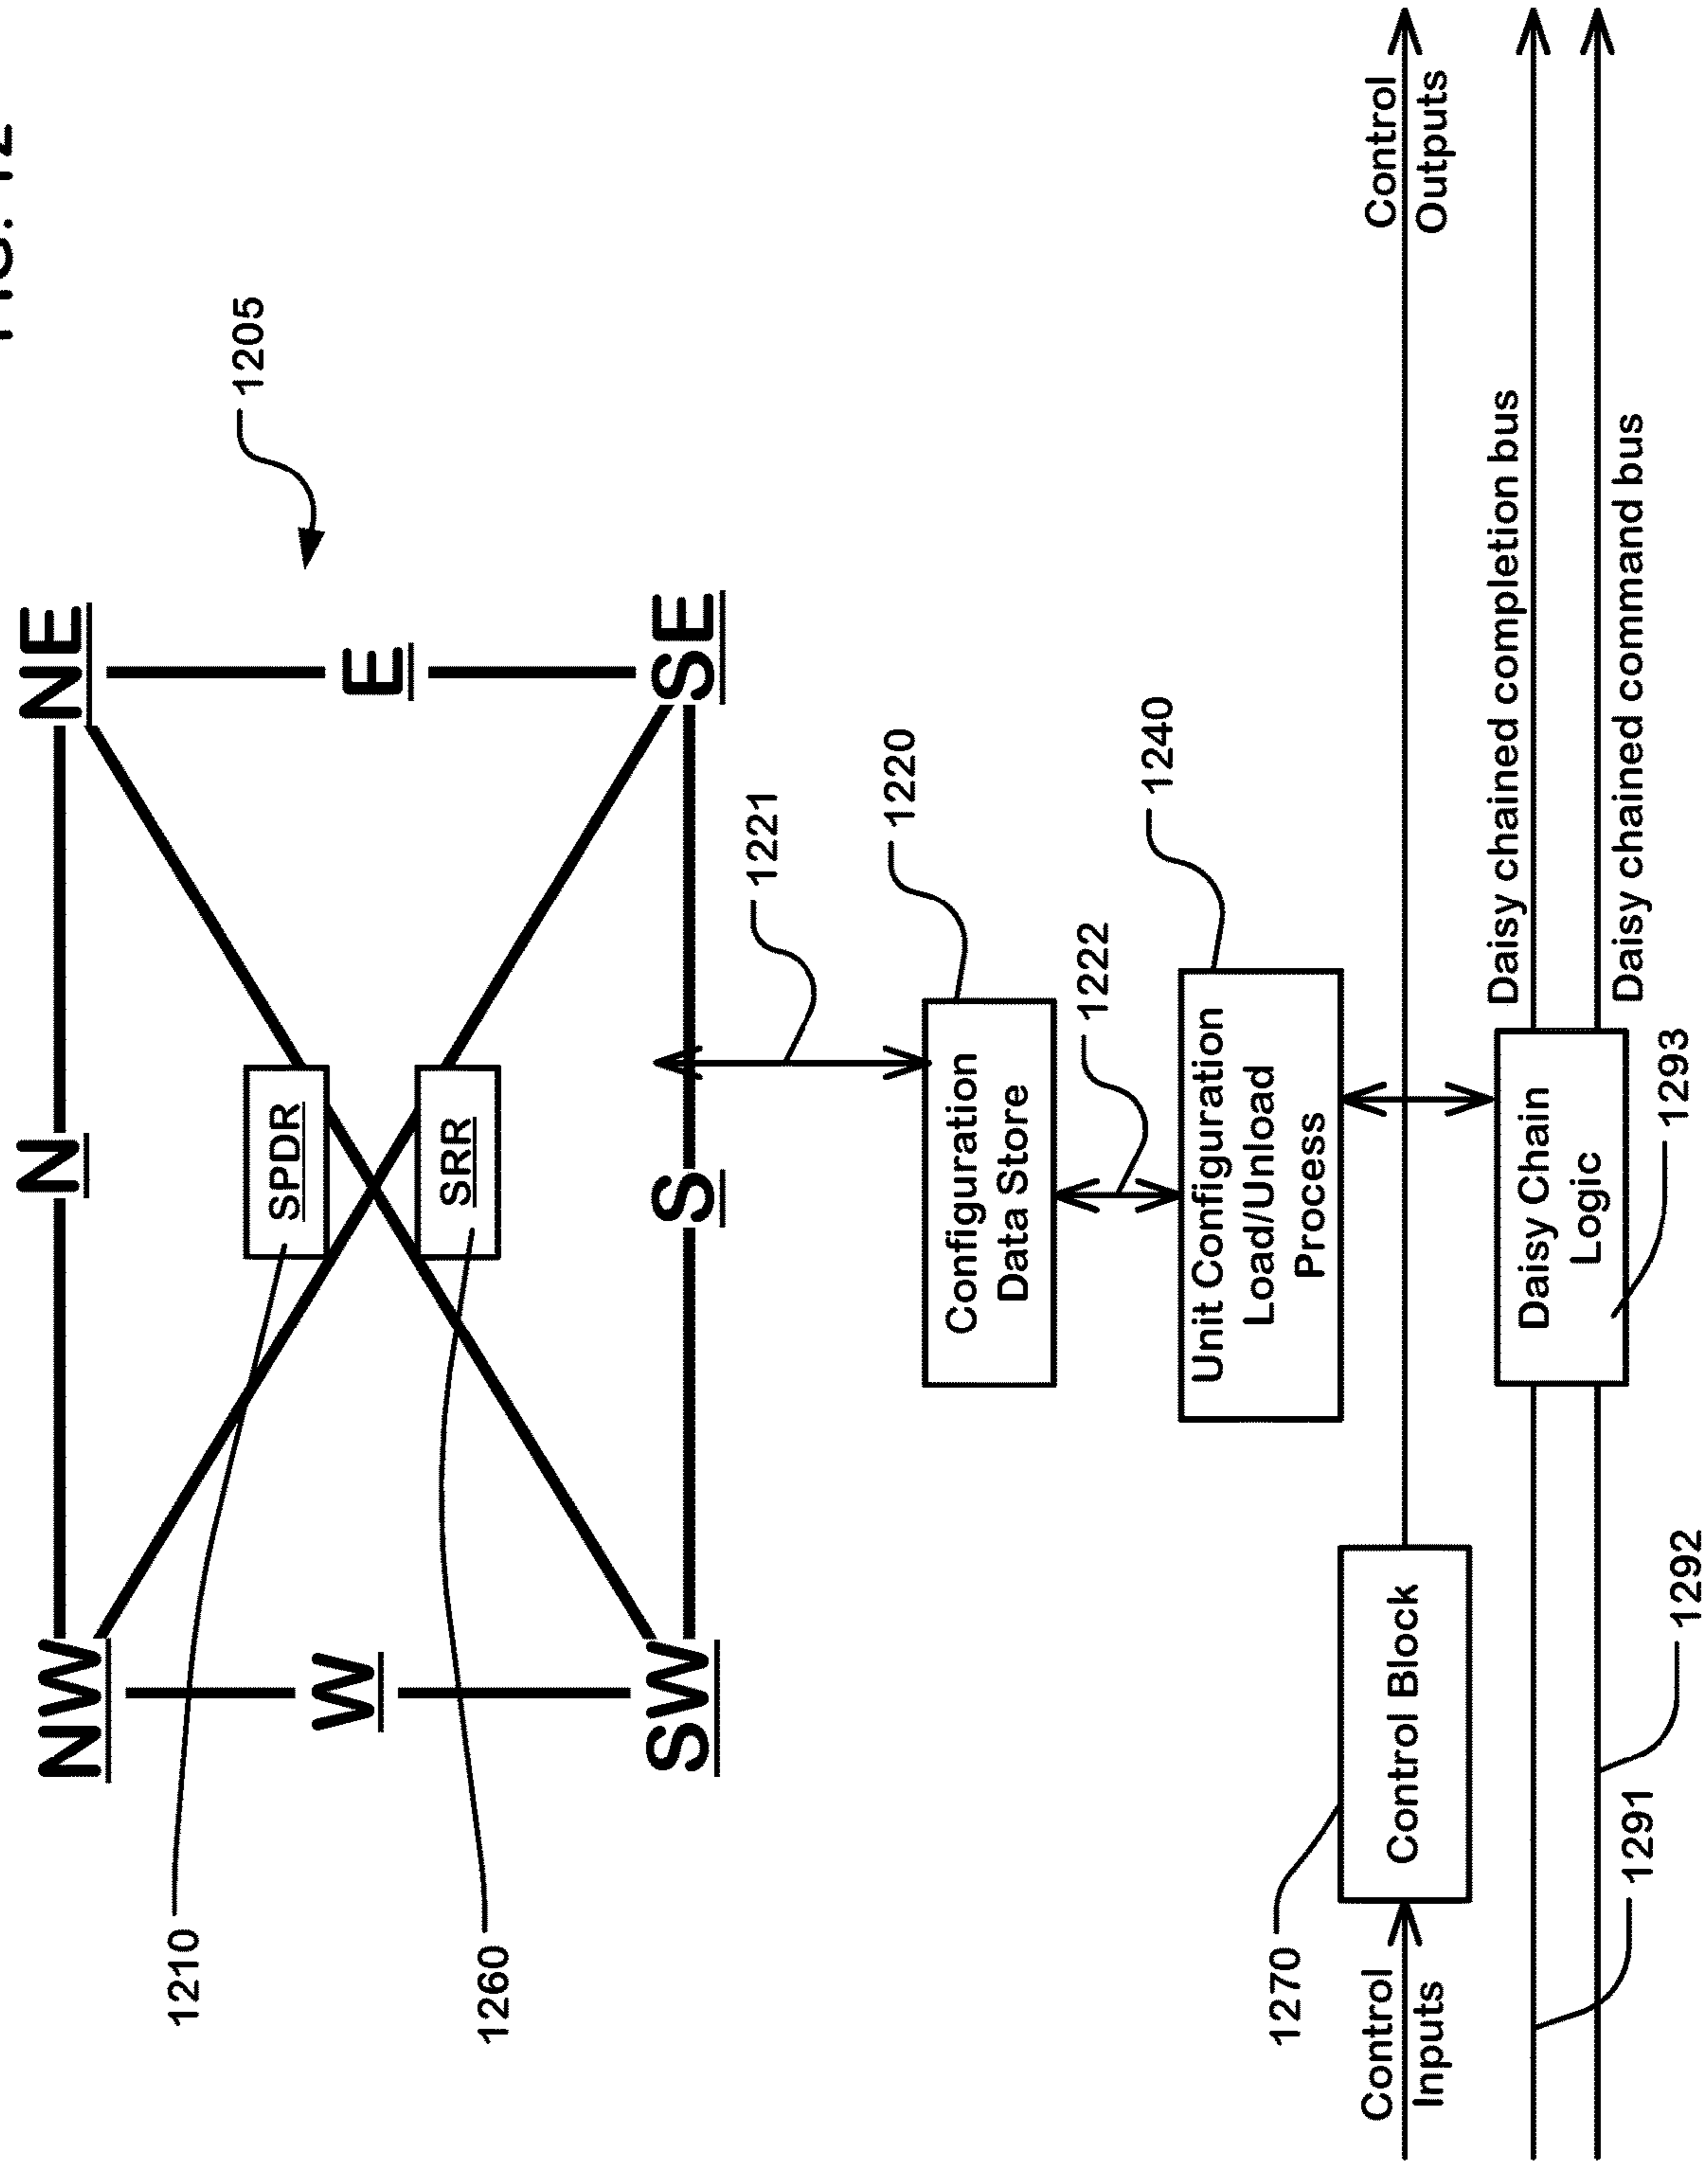 FIG. 12
NW
N
NE
1210
1205
SPDR
W
E
SRR
1260
SW
S
SE
1221
1220
Configuration
Data Store
1222
1240
Unit Configuration
Load/Unload
Process
1270
Control
Inputs
Control Block
Control
Outputs
Daisy chained completion bus
Daisy Chain
Logic
Daisy chained command bus
1291
1292
1293